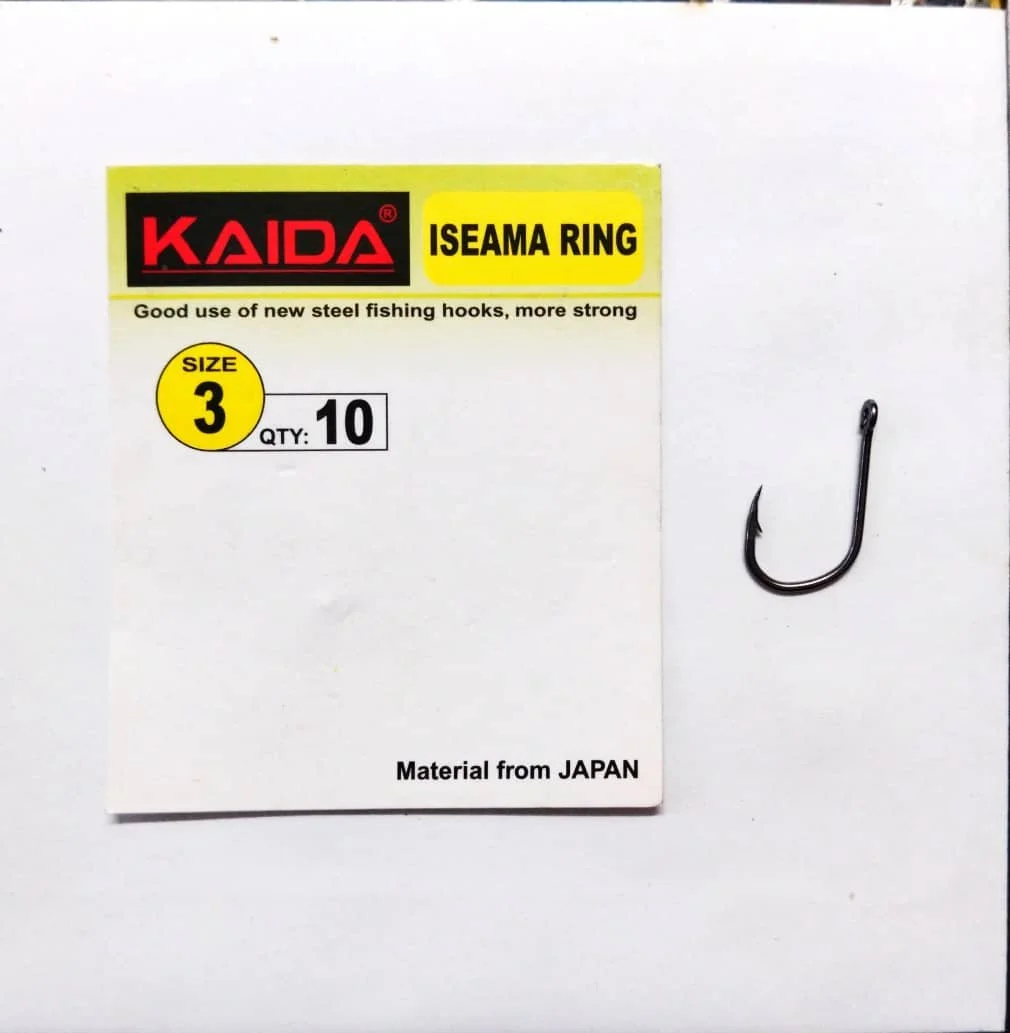 KAIDA®
ISEAMA RING
Good use of new steel fishing hooks, more strong
SIZE
3
QTY: 10
Material from JAPAN